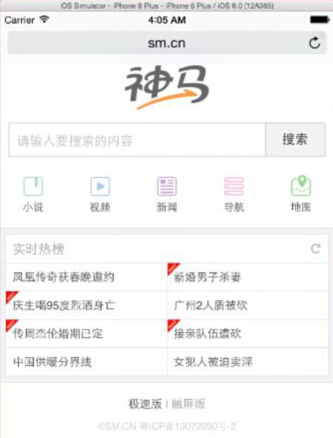 iOS Simulator - iPhone 6 Plus - iPhone 6 Plus / iOS 8.0 (12A365)
Carrier 4:05 AM
sm.cn
神马
请输入要搜索的内容 搜索
小说 视频 新闻 导航 地图
实时热榜
凤凰传奇获春晚邀约 新婚男子杀妻
庆生喝95度烈酒身亡 广州2人质被砍
传周杰伦婚期已定 接亲队伍遭砍
中国供暖分界线 女犯人被迫卖淫
极速版 | 触屏版
©SM.CN 粤ICP备13072090号-2